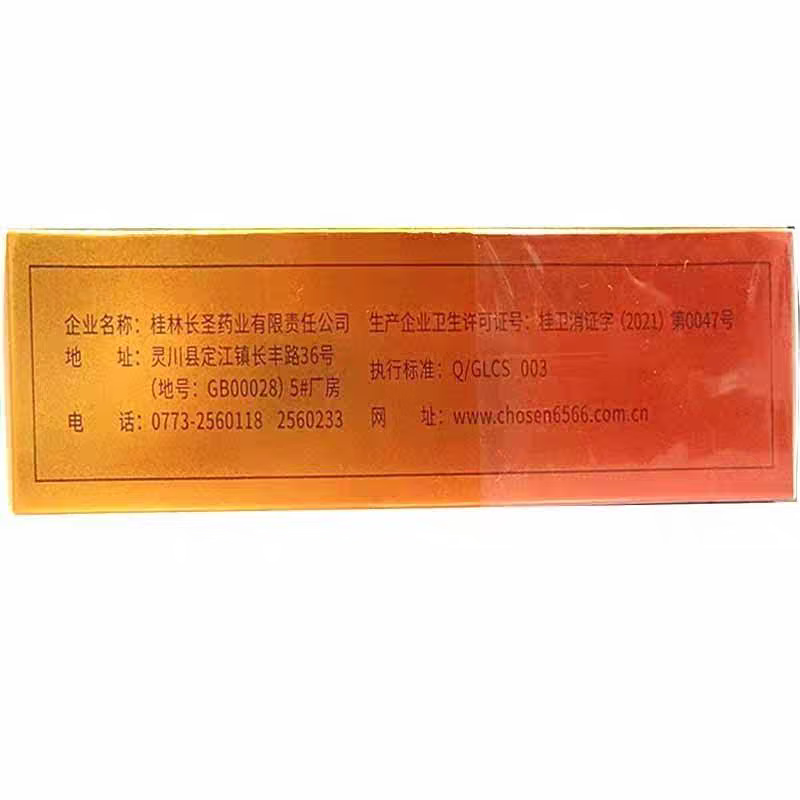 企业名称：桂林长圣药业有限责任公司
地　　址：灵川县定江镇长丰路36号
（地号：GB00028）5#厂房
电　　话：0773-2560118 2560233
生产企业卫生许可证号：桂卫消证字（2021）第0047号
执行标准：Q/GLCS 003
网　　址：www.chosen6566.com.cn